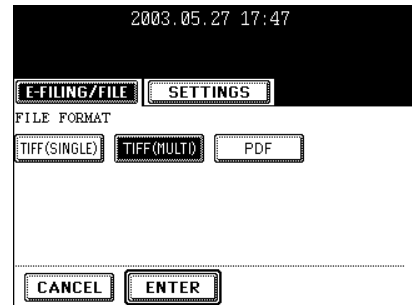 2003.05.27 17:47
E-FILING/FILE SETTINGS
FILE FORMAT
TIFF(SINGLE) TIFF(MULTI) PDF
CANCEL ENTER